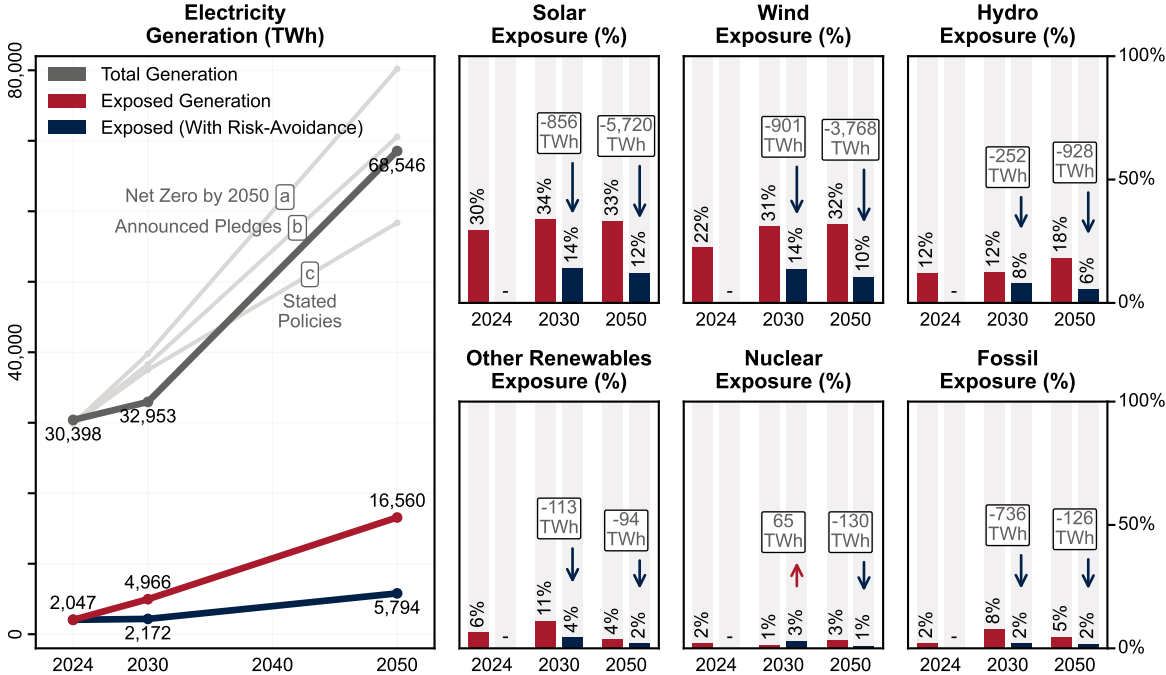 Electricity
Generation (TWh)
80,000
40,000
0
Total Generation
Exposed Generation
Exposed (With Risk-Avoidance)
Net Zero by 2050 a
Announced Pledges b
c
Stated
Policies
68,546
30,398
32,953
16,560
4,966
2,047
2,172
5,794
2024 2030 2040 2050
Solar
Exposure (%)
-856
TWh
-5,720
TWh
30% - 34% 14% 33% 12%
2024 2030 2050
Wind
Exposure (%)
-901
TWh
-3,768
TWh
22% - 31% 14% 32% 10%
2024 2030 2050
Hydro
Exposure (%)
-252
TWh
-928
TWh
12% - 12% 8% 18% 6%
2024 2030 2050
100%
50%
0%
Other Renewables
Exposure (%)
-113
TWh
-94
TWh
6% - 11% 4% 4% 2%
2024 2030 2050
Nuclear
Exposure (%)
65
TWh
-130
TWh
2% - 1% 3% 3% 1%
2024 2030 2050
Fossil
Exposure (%)
-736
TWh
-126
TWh
2% - 8% 2% 5% 2%
2024 2030 2050
100%
50%
0%